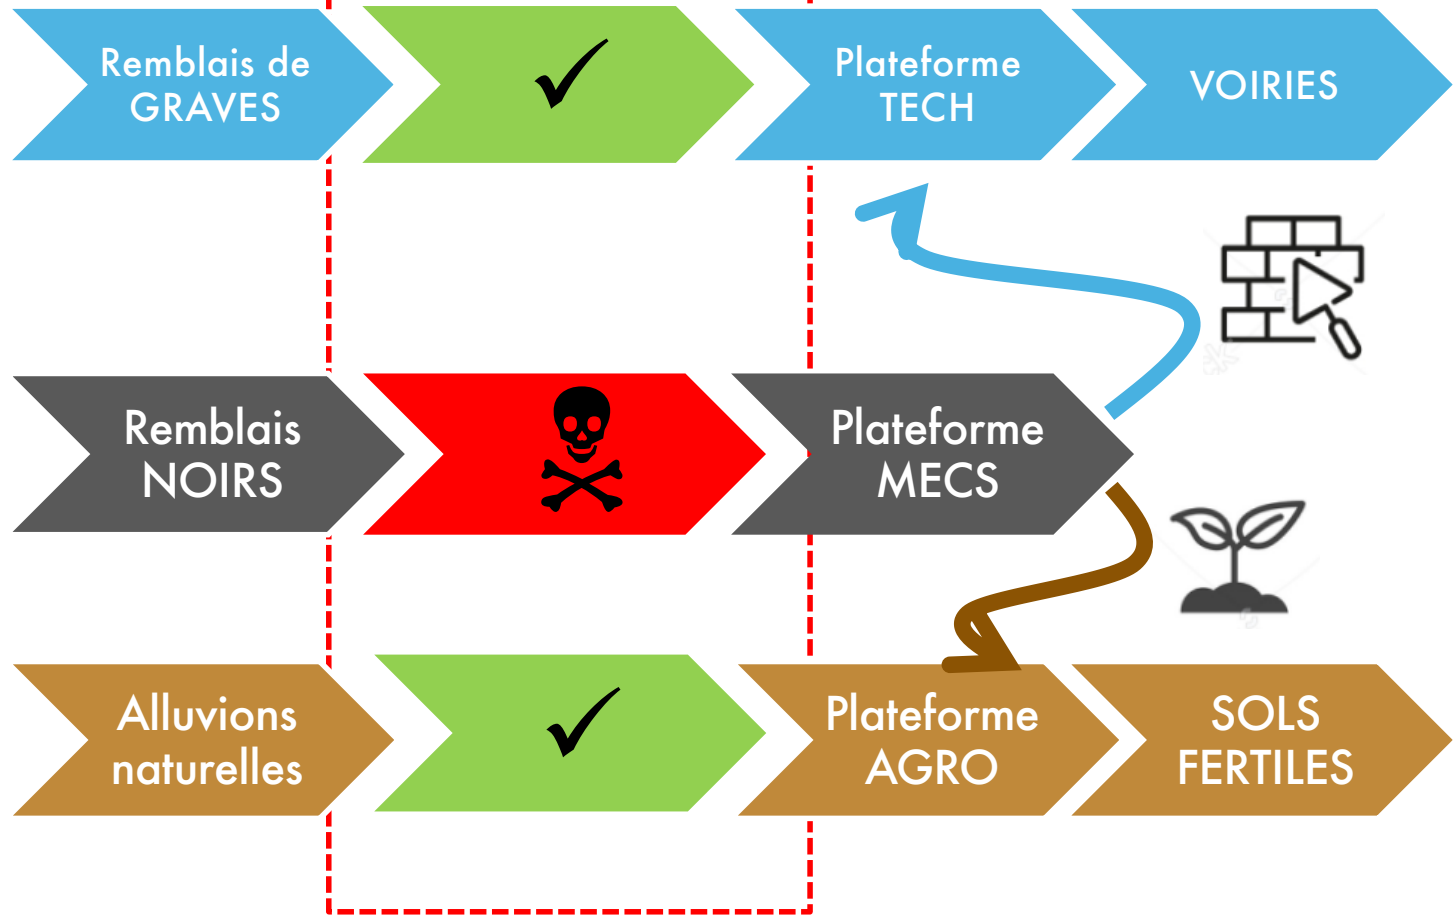 Remblais de
GRAVES
✓
Plateforme
TECH
VOIRIES
Remblais
NOIRS
Plateforme
MECS
Alluvions
naturelles
✓
Plateforme
AGRO
SOLS
FERTILES